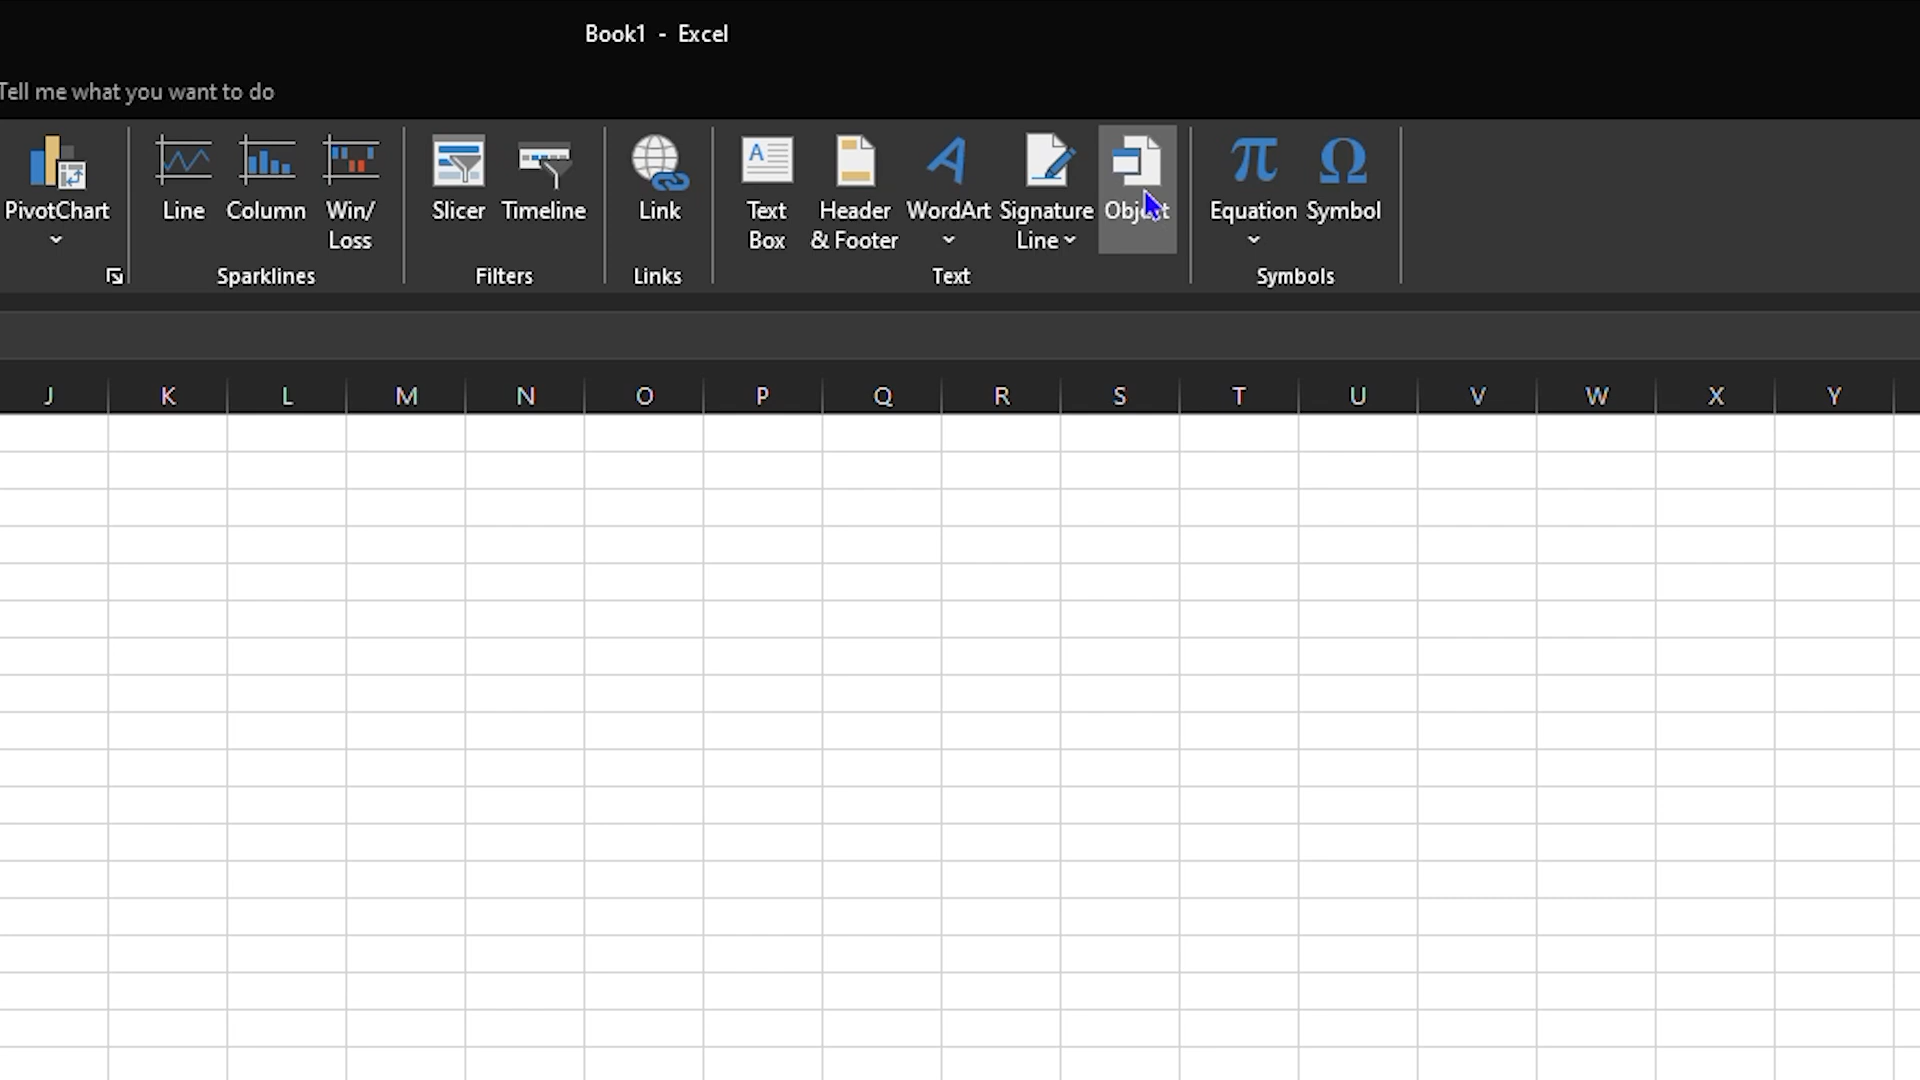 Book1 - Excel
Tell me what you want to do
PivotChart
Line
Column
Win/
Loss
Slicer
Timeline
Link
Text
Box
Header
& Footer
WordArt
Signature
Line
Object
Equation
Symbol
Sparklines
Filters
Links
Text
Symbols
J K L M N O P Q R S T U V W X Y